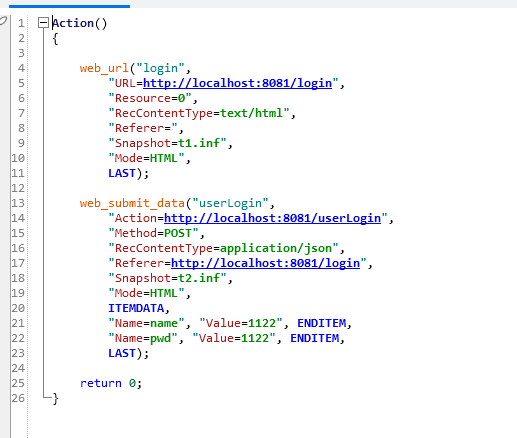 1 Action()
2 {
3
4 web_url("login",
5 "URL=http://localhost:8081/login",
6 "Resource=0",
7 "RecContentType=text/html",
8 "Referer=",
9 "Snapshot=t1.inf",
10 "Mode=HTML",
11 LAST);
12
13 web_submit_data("userLogin",
14 "Action=http://localhost:8081/userLogin",
15 "Method=POST",
16 "RecContentType=application/json",
17 "Referer=http://localhost:8081/login",
18 "Snapshot=t2.inf",
19 "Mode=HTML",
20 ITEMDATA,
21 "Name=name", "Value=1122", ENDITEM,
22 "Name=pwd", "Value=1122", ENDITEM,
23 LAST);
24
25 return 0;
26 }